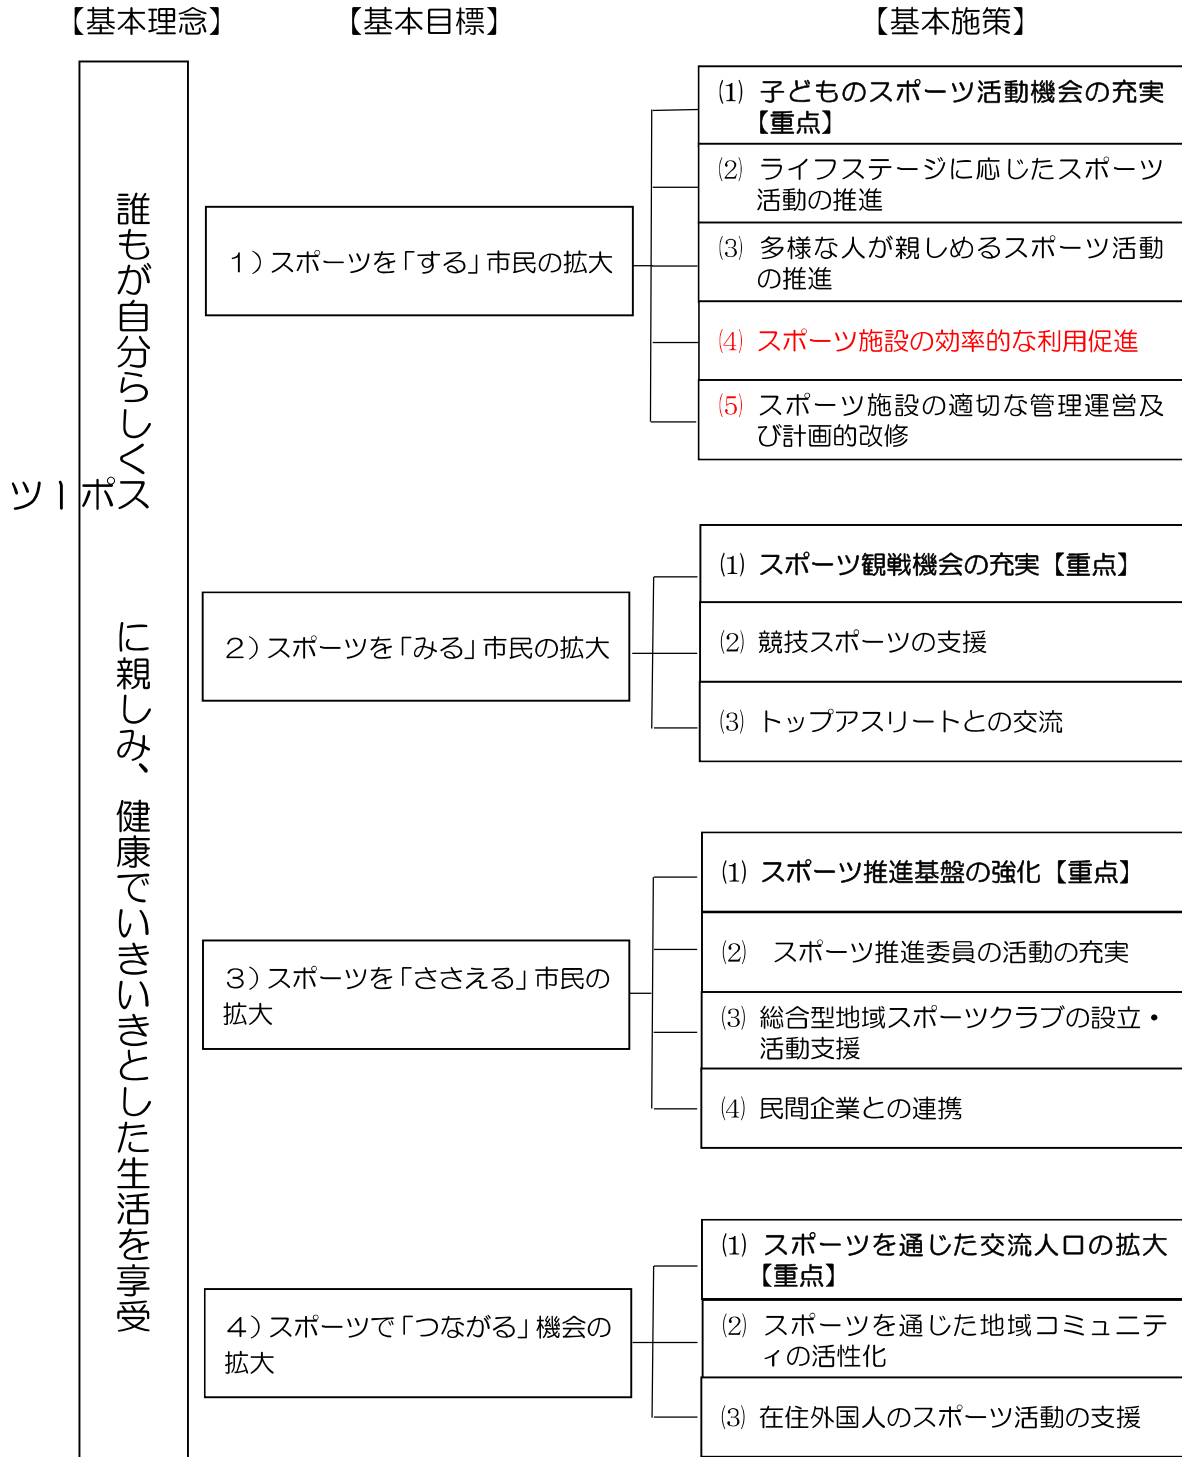 【基本理念】
【基本目標】
【基本施策】
誰もが自分らしくスポーツに親しみ、健康でいきいきとした生活を享受
1）スポーツを「する」市民の拡大
⑴ 子どものスポーツ活動機会の充実
【重点】
⑵ ライフステージに応じたスポーツ
活動の推進
⑶ 多様な人が親しめるスポーツ活動
の推進
⑷ スポーツ施設の効率的な利用促進
⑸ スポーツ施設の適切な管理運営及
び計画的改修
2）スポーツを「みる」市民の拡大
⑴ スポーツ観戦機会の充実【重点】
⑵ 競技スポーツの支援
⑶ トップアスリートとの交流
3）スポーツを「ささえる」市民の
拡大
⑴ スポーツ推進基盤の強化【重点】
⑵ スポーツ推進委員の活動の充実
⑶ 総合型地域スポーツクラブの設立・
活動支援
⑷ 民間企業との連携
4）スポーツで「つながる」機会の
拡大
⑴ スポーツを通じた交流人口の拡大
【重点】
⑵ スポーツを通じた地域コミュニテ
ィの活性化
⑶ 在住外国人のスポーツ活動の支援